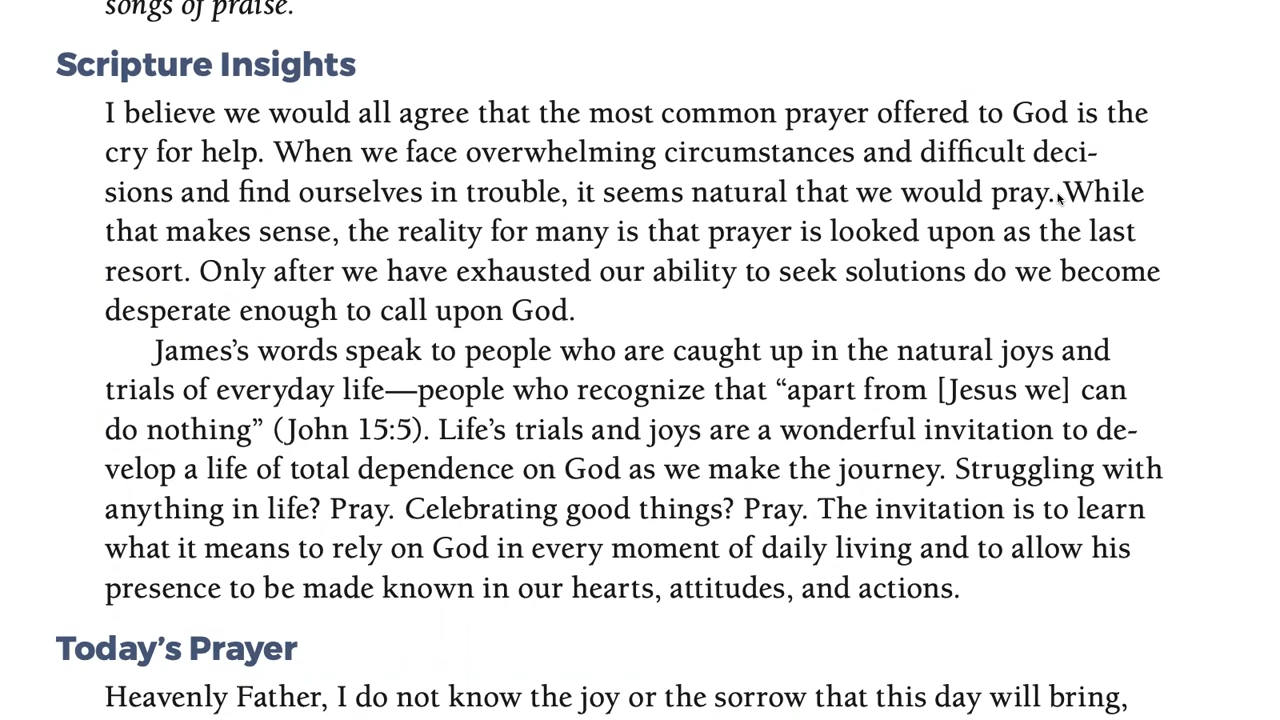 songs of praise.
Scripture Insights
I believe we would all agree that the most common prayer offered to God is the
cry for help. When we face overwhelming circumstances and difficult deci-
sions and find ourselves in trouble, it seems natural that we would pray. While
that makes sense, the reality for many is that prayer is looked upon as the last
resort. Only after we have exhausted our ability to seek solutions do we become
desperate enough to call upon God.
James’s words speak to people who are caught up in the natural joys and
trials of everyday life—people who recognize that “apart from [Jesus we] can
do nothing” (John 15:5). Life’s trials and joys are a wonderful invitation to de-
velop a life of total dependence on God as we make the journey. Struggling with
anything in life? Pray. Celebrating good things? Pray. The invitation is to learn
what it means to rely on God in every moment of daily living and to allow his
presence to be made known in our hearts, attitudes, and actions.
Today’s Prayer
Heavenly Father, I do not know the joy or the sorrow that this day will bring,